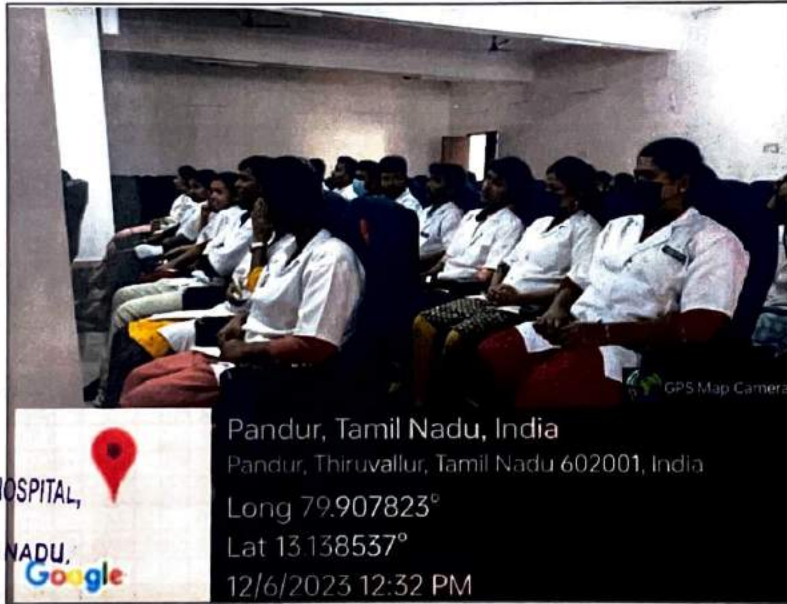 GPS Map Camera
Pandur, Tamil Nadu, India
Pandur, Thiruvallur, Tamil Nadu 602001, India
Long 79.907823°
Lat 13.138537°
12/6/2023 12:32 PM
HOSPITAL,
NADU.
Google